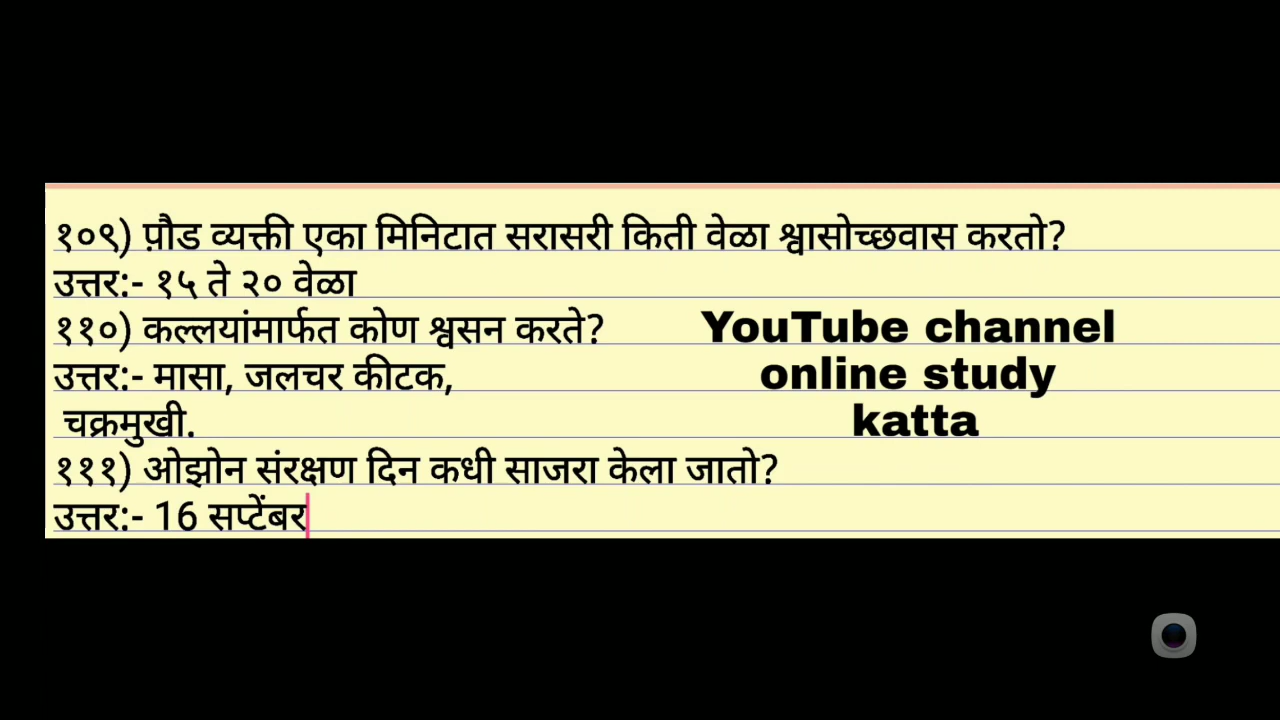 १०९) प़ौड व्यक्ती एका मिनिटात सरासरी किती वेळा श्वासोच्छवास करतो?
उत्तर:- १५ ते २० वेळा
११०) कल्लयांमार्फत कोण श्वसन करते?
उत्तर:- मासा, जलचर कीटक,
चक्रमुखी.
YouTube channel
online study
katta
१११) ओझोन संरक्षण दिन कधी साजरा केला जातो?
उत्तर:- 16 सप्टेंबर